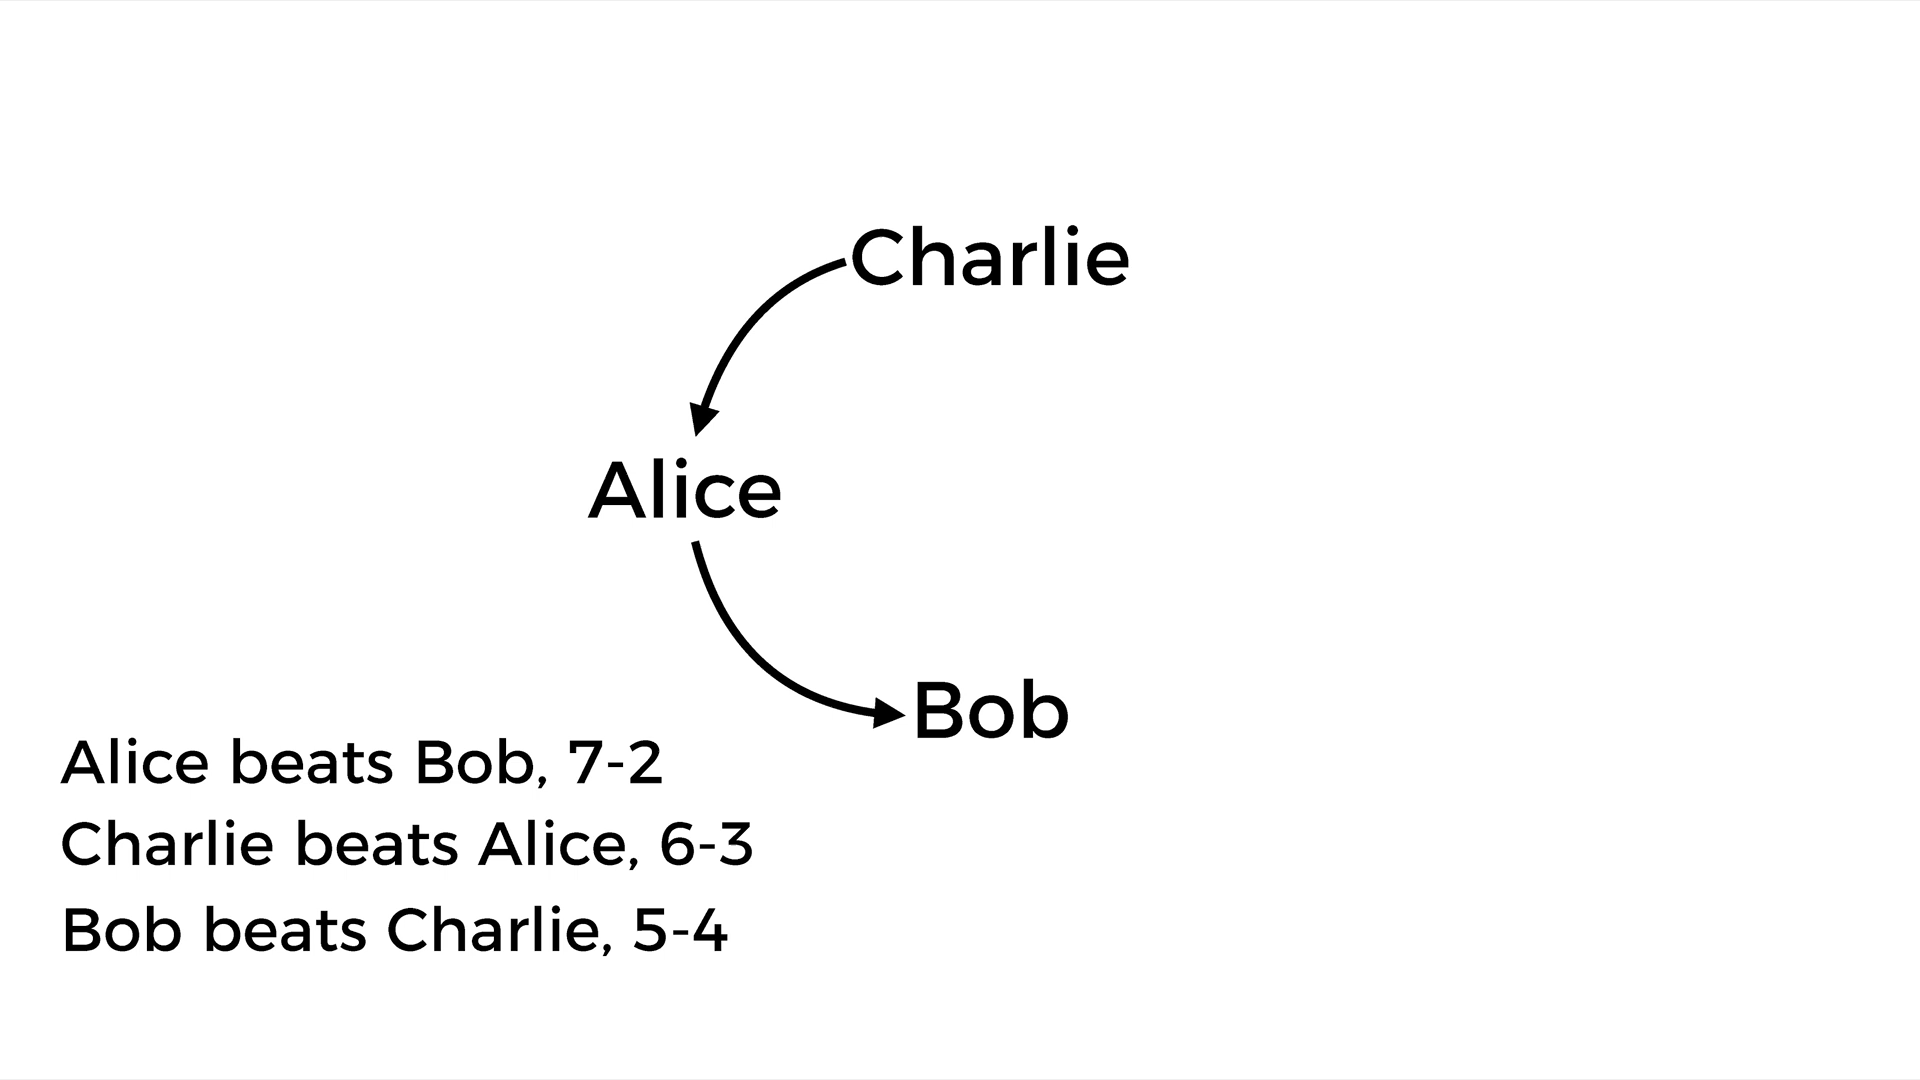 Charlie
Alice
Bob
Alice beats Bob, 7-2
Charlie beats Alice, 6-3
Bob beats Charlie, 5-4